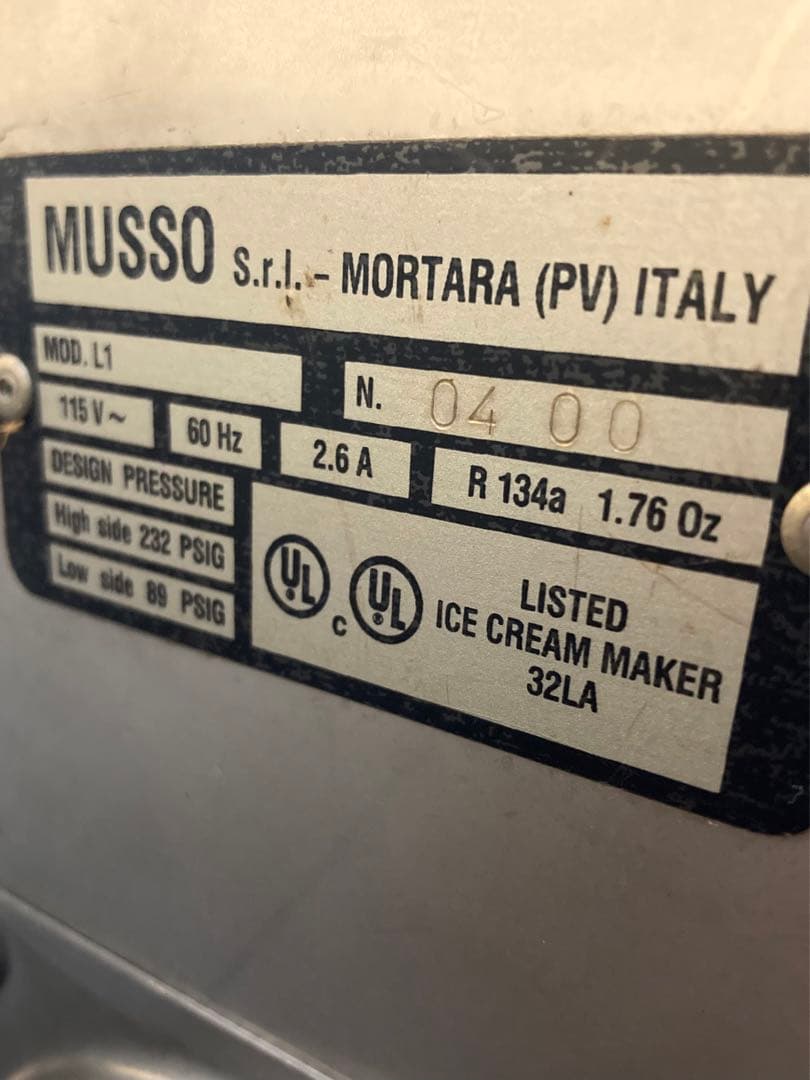 MUSSO S.r.l. - MORTARA (PV) ITALY
MOD. L1
N. 04 00
115 V ~ 60 Hz 2.6 A R 134a 1.76 Oz
DESIGN PRESSURE
High side 232 PSIG
Low side 89 PSIG
UL c UL
LISTED
ICE CREAM MAKER
32LA